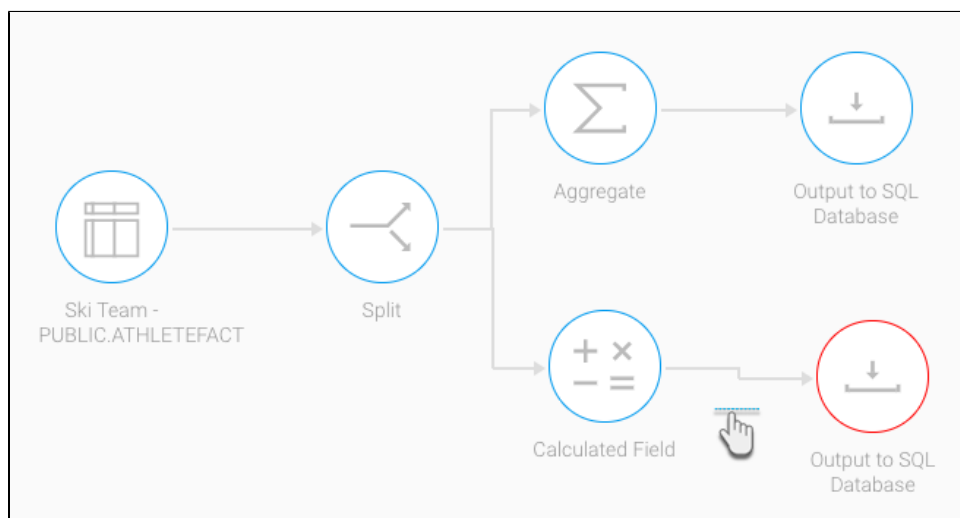 Aggregate
Output to SQL
Database
Ski Team -
PUBLIC.ATHLETEFACT
Split
Calculated Field
Output to SQL
Database